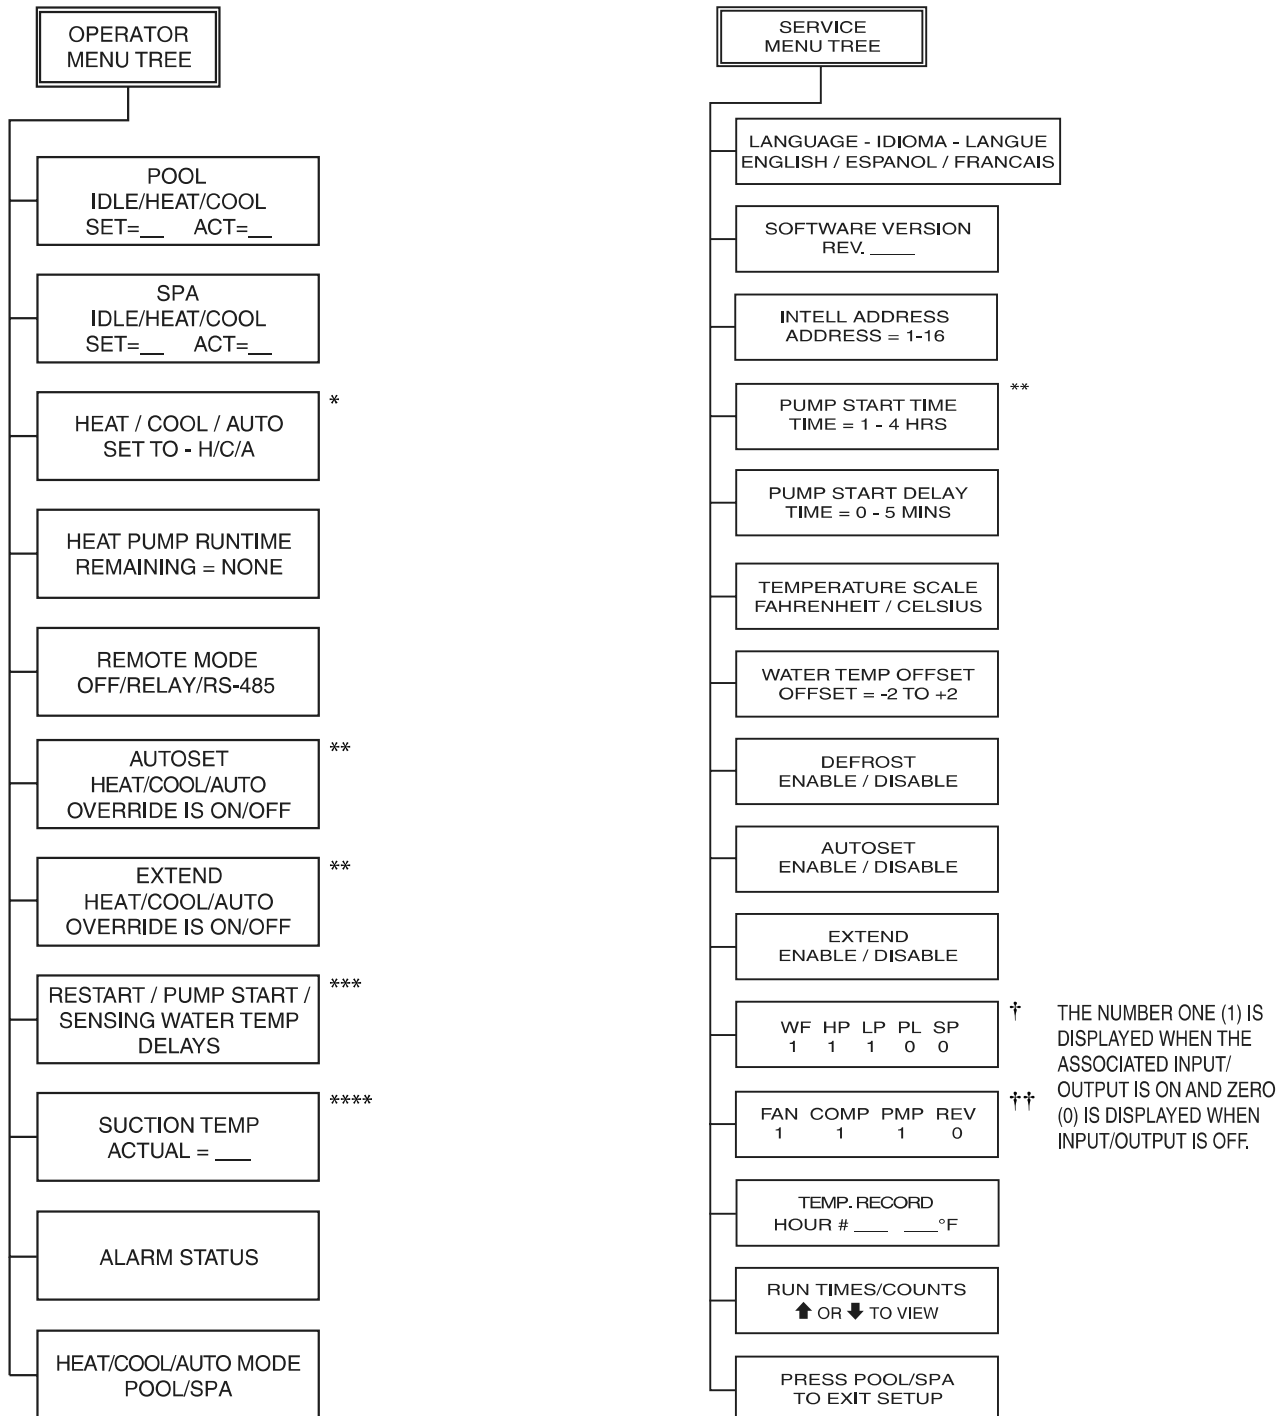 OPERATOR
MENU TREE
POOL
IDLE/HEAT/COOL
SET=__ ACT=__
SPA
IDLE/HEAT/COOL
SET=__ ACT=__
*
HEAT / COOL / AUTO
SET TO - H/C/A
HEAT PUMP RUNTIME
REMAINING = NONE
REMOTE MODE
OFF/RELAY/RS-485
**
AUTOSET
HEAT/COOL/AUTO
OVERRIDE IS ON/OFF
**
EXTEND
HEAT/COOL/AUTO
OVERRIDE IS ON/OFF
***
RESTART / PUMP START /
SENSING WATER TEMP
DELAYS
****
SUCTION TEMP
ACTUAL = ___
ALARM STATUS
HEAT/COOL/AUTO MODE
POOL/SPA
SERVICE
MENU TREE
LANGUAGE - IDIOMA - LANGUE
ENGLISH / ESPANOL / FRANCAIS
SOFTWARE VERSION
REV. ____
INTELL ADDRESS
ADDRESS = 1-16
**
PUMP START TIME
TIME = 1 - 4 HRS
PUMP START DELAY
TIME = 0 - 5 MINS
TEMPERATURE SCALE
FAHRENHEIT / CELSIUS
WATER TEMP OFFSET
OFFSET = -2 TO +2
DEFROST
ENABLE / DISABLE
AUTOSET
ENABLE / DISABLE
EXTEND
ENABLE / DISABLE
†
WF HP LP PL SP
1 1 1 0 0
††
FAN COMP PMP REV
1 1 1 0
THE NUMBER ONE (1) IS
DISPLAYED WHEN THE
ASSOCIATED INPUT/
OUTPUT IS ON AND ZERO
(0) IS DISPLAYED WHEN
INPUT/OUTPUT IS OFF.
TEMP. RECORD
HOUR # ___ ___°F
RUN TIMES/COUNTS
⬆ OR ⬇ TO VIEW
PRESS POOL/SPA
TO EXIT SETUP